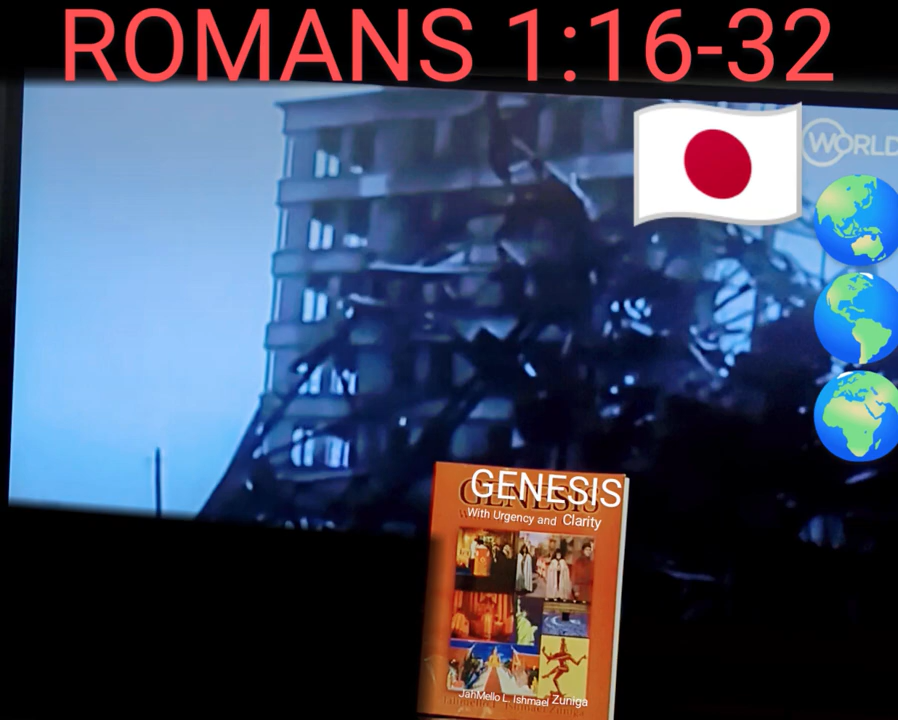 ROMANS 1:16-32
WORLD
GENESIS
With Urgency and Clarity
JahMello L. Ishmael Zuniga